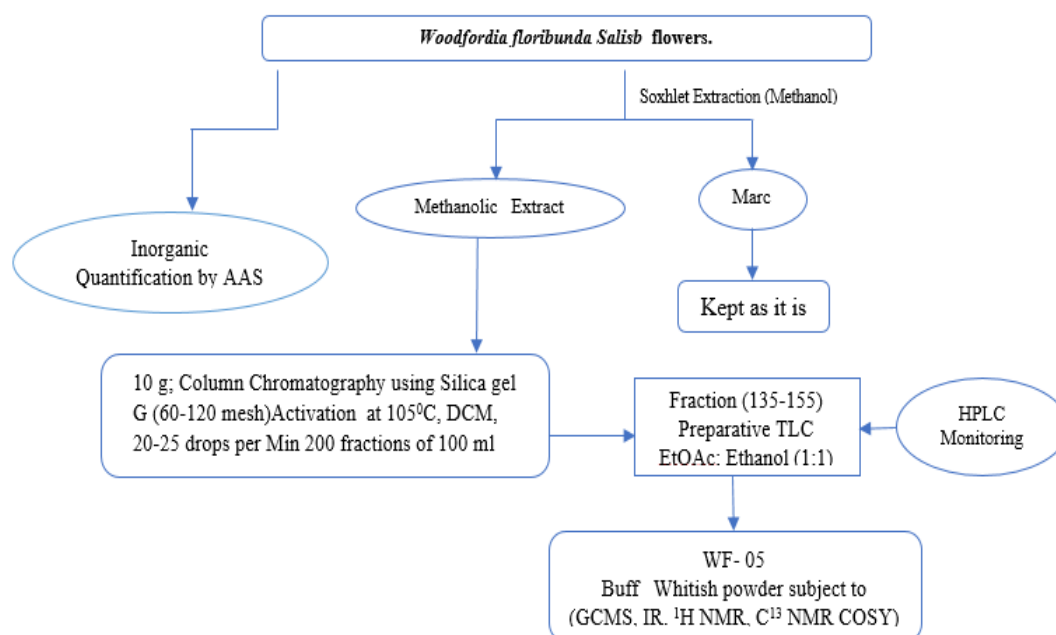 Woodfordia floribunda Salisb flowers.
Soxhlet Extraction (Methanol)
Methanolic Extract
Marc
Inorganic
Quantification by AAS
Kept as it is
10 g; Column Chromatography using Silica gel
G (60-120 mesh)Activation at 105⁰C, DCM,
20-25 drops per Min 200 fractions of 100 ml
Fraction (135-155)
Preparative TLC
EtOAc: Ethanol (1:1)
HPLC
Monitoring
WF- 05
Buff Whitish powder subject to
(GCMS, IR. ¹H NMR, C¹³ NMR COSY)